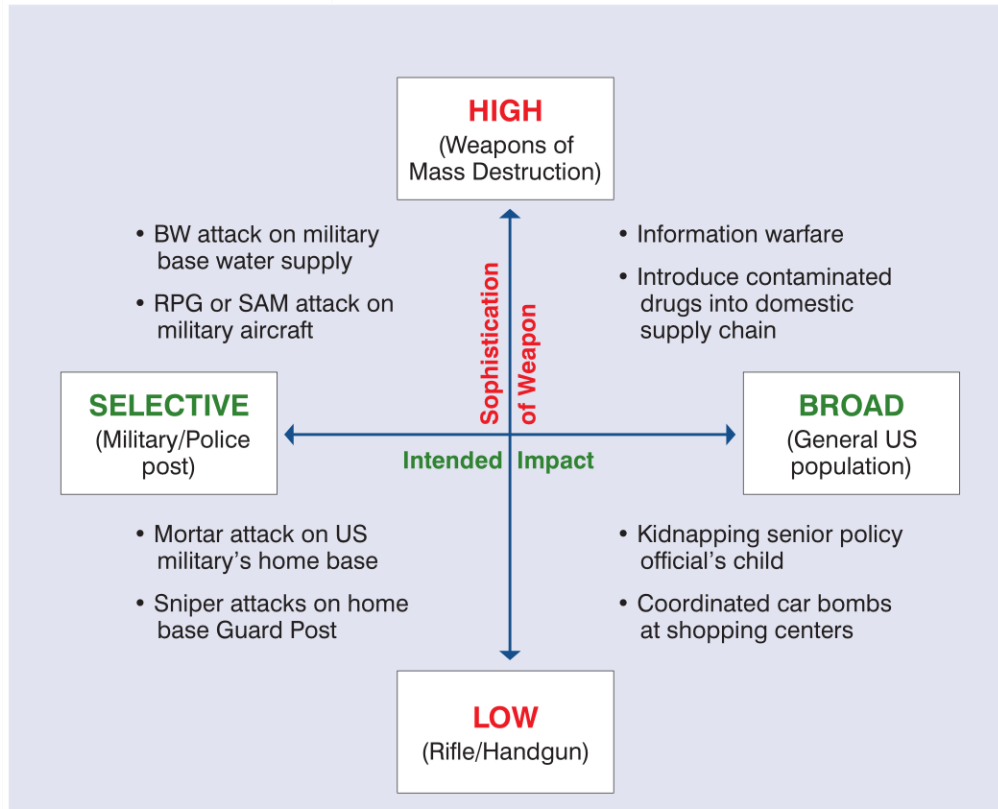 HIGH
(Weapons of
Mass Destruction)
• BW attack on military
base water supply
• RPG or SAM attack on
military aircraft
Sophistication
of Weapon
• Information warfare
• Introduce contaminated
drugs into domestic
supply chain
SELECTIVE
(Military/Police
post)
Intended Impact
BROAD
(General US
population)
• Mortar attack on US
military's home base
• Sniper attacks on home
base Guard Post
• Kidnapping senior policy
official's child
• Coordinated car bombs
at shopping centers
LOW
(Rifle/Handgun)